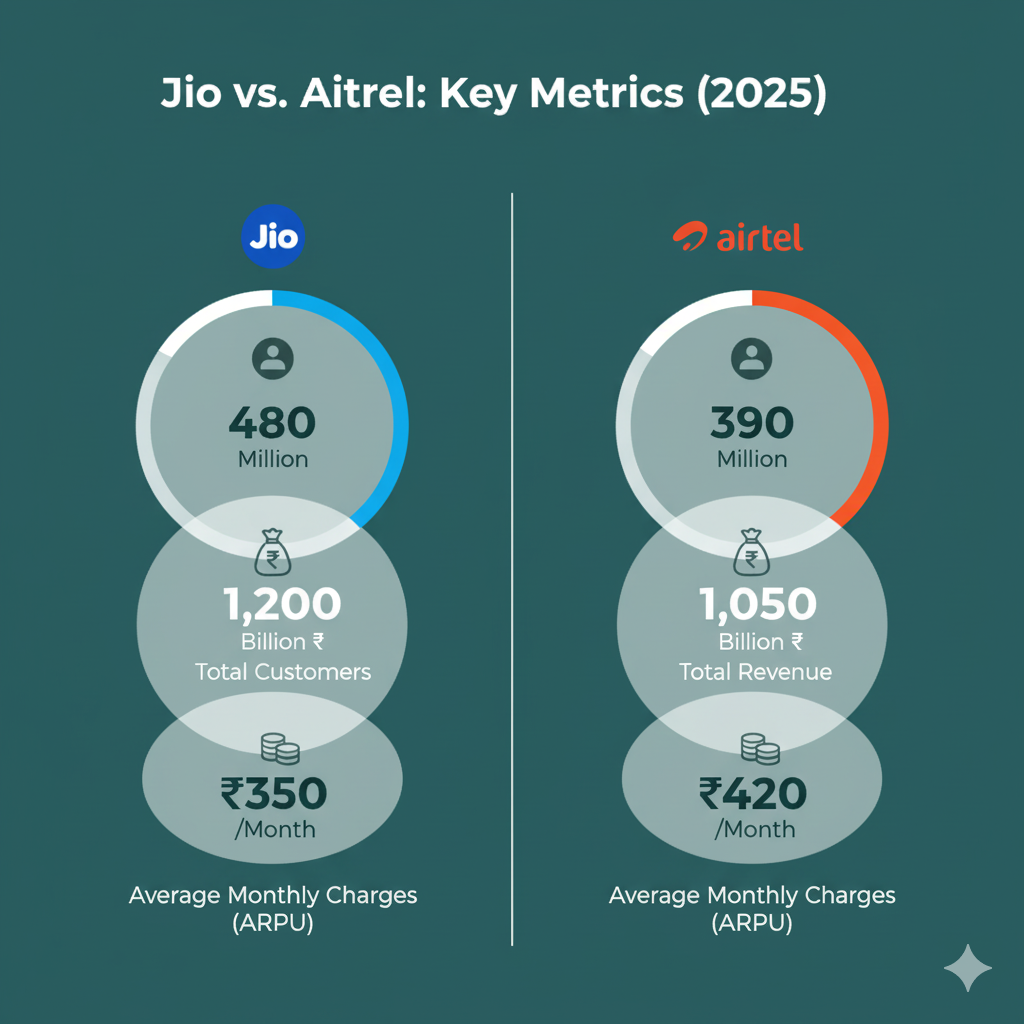 Jio vs. Aitrel: Key Metrics (2025)
Jio
480
Million
₹
1,200
Billion ₹
Total Customers
₹350
/Month
Average Monthly Charges
(ARPU)
airtel
390
Million
₹
1,050
Billion ₹
Total Revenue
₹420
/Month
Average Monthly Charges
(ARPU)